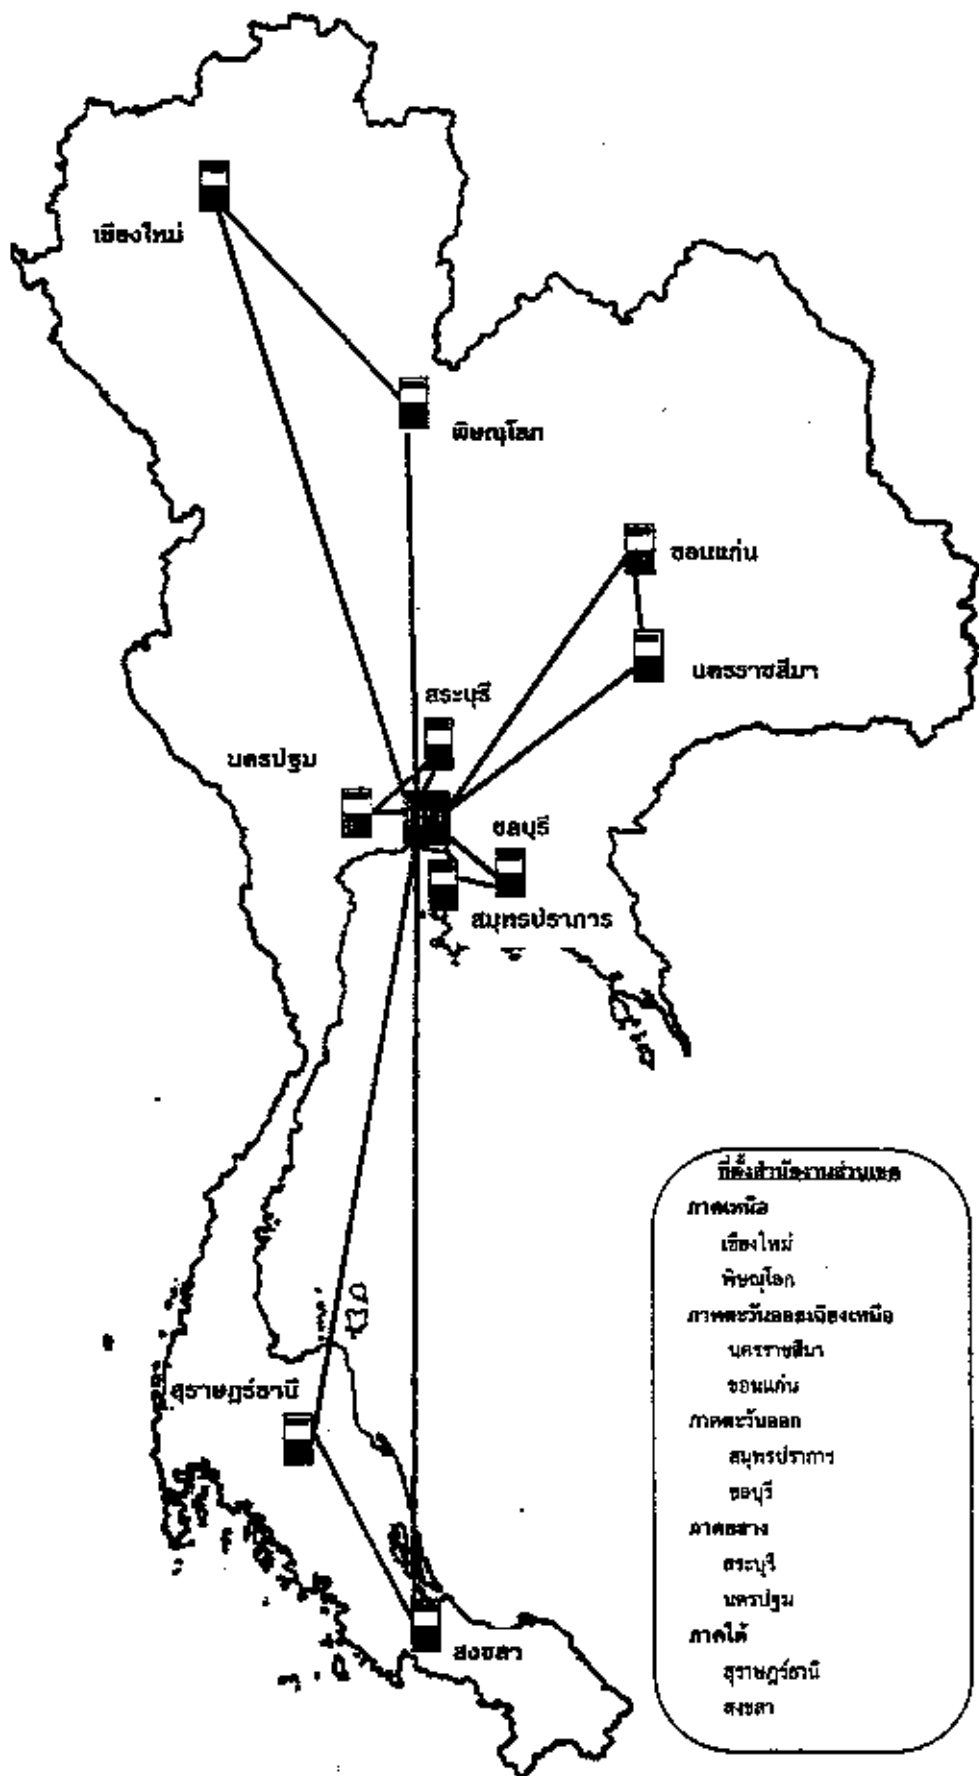 เชียงใหม่
พิษณุโลก
ขอนแก่น
นครราชสีมา
สระบุรี
นครปฐม
ชลบุรี
สมุทรปราการ
สุราษฎร์ธานี
สงขลา
ที่ตั้งสำนักงานส่วนเขต
ภาคเหนือ
เชียงใหม่
พิษณุโลก
ภาคตะวันออกเฉียงเหนือ
นครราชสีมา
ขอนแก่น
ภาคตะวันออก
สมุทรปราการ
ชลบุรี
ภาคกลาง
สระบุรี
นครปฐม
ภาคใต้
สุราษฎร์ธานี
สงขลา